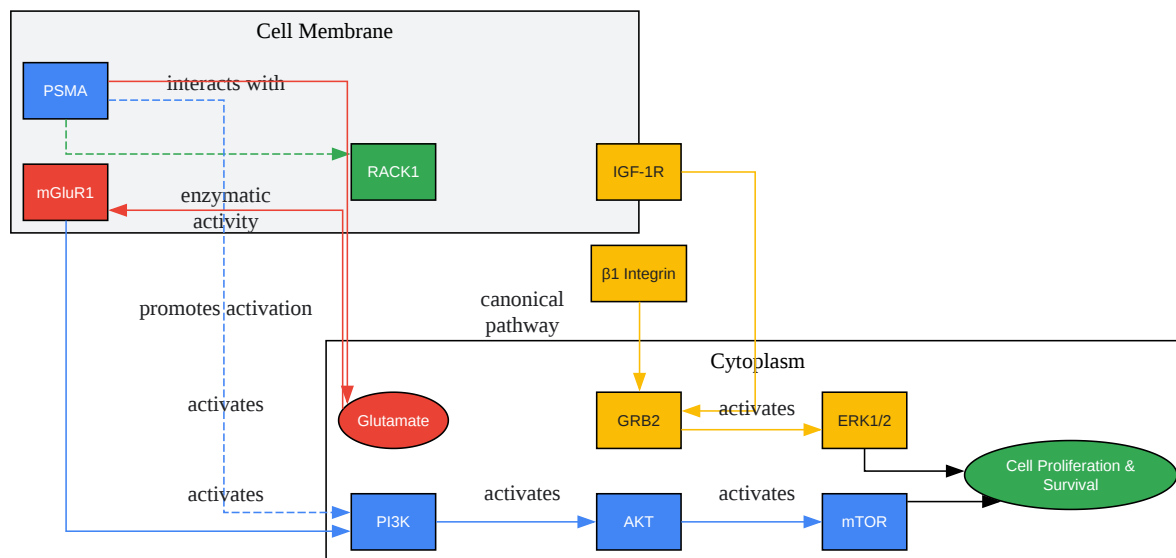 Cell Membrane
PSMA
interacts with
RACK1
IGF-1R
mGluR1
enzymatic
activity
β1 Integrin
promotes activation
canonical
pathway
Cytoplasm
activates
Glutamate
GRB2
activates
ERK1/2
Cell Proliferation &
Survival
activates
PI3K
activates
AKT
activates
mTOR